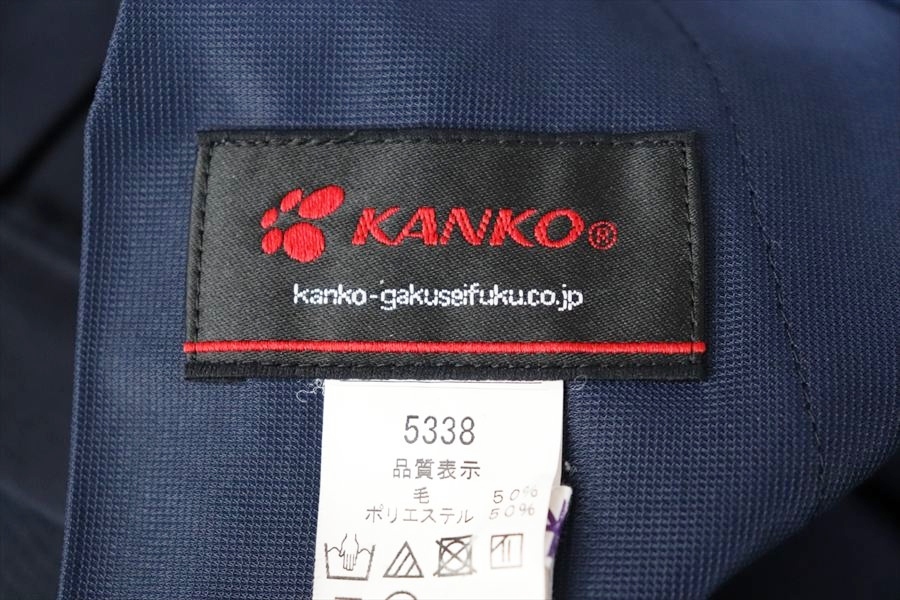 KANKO®
kanko-gakuseifuku.co.jp
5338
品質表示
毛 50%
ポリエステル 50%